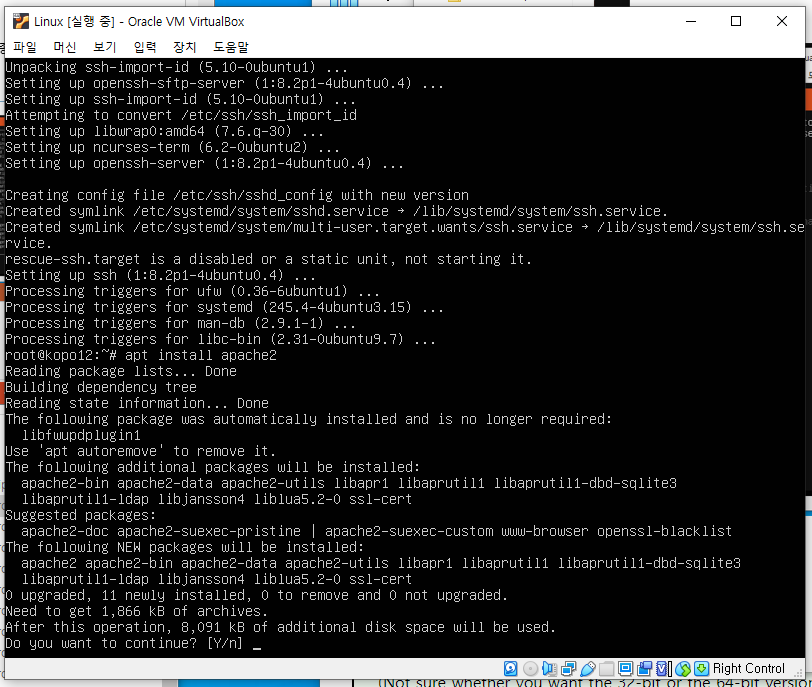 Linux [실행 중] - Oracle VM VirtualBox
파일 머신 보기 입력 장치 도움말
Unpacking ssh-import-id (5.10-0ubuntu1) ...
Setting up openssh-sftp-server (1:8.2p1-4ubuntu0.4) ...
Setting up ssh-import-id (5.10-0ubuntu1) ...
Attempting to convert /etc/ssh/ssh_import_id
Setting up libwrap0:amd64 (7.6.q-30) ...
Setting up ncurses-term (6.2-0ubuntu2) ...
Setting up openssh-server (1:8.2p1-4ubuntu0.4) ...
Creating config file /etc/ssh/sshd_config with new version
Created symlink /etc/systemd/system/sshd.service → /lib/systemd/system/ssh.service.
Created symlink /etc/systemd/system/multi-user.target.wants/ssh.service → /lib/systemd/system/ssh.se
rvice.
rescue-ssh.target is a disabled or a static unit, not starting it.
Setting up ssh (1:8.2p1-4ubuntu0.4) ...
Processing triggers for ufw (0.36-6ubuntu1) ...
Processing triggers for systemd (245.4-4ubuntu3.15) ...
Processing triggers for man-db (2.9.1-1) ...
Processing triggers for libc-bin (2.31-0ubuntu9.7) ...
root@kopo12:~# apt install apache2
Reading package lists... Done
Building dependency tree
Reading state information... Done
The following package was automatically installed and is no longer required:
  libfwupdplugin1
Use 'apt autoremove' to remove it.
The following additional packages will be installed:
  apache2-bin apache2-data apache2-utils libapr1 libaprutil1 libaprutil1-dbd-sqlite3
  libaprutil1-ldap libjansson4 liblua5.2-0 ssl-cert
Suggested packages:
  apache2-doc apache2-suexec-pristine | apache2-suexec-custom www-browser openssl-blacklist
The following NEW packages will be installed:
  apache2 apache2-bin apache2-data apache2-utils libapr1 libaprutil1 libaprutil1-dbd-sqlite3
  libaprutil1-ldap libjansson4 liblua5.2-0 ssl-cert
0 upgraded, 11 newly installed, 0 to remove and 0 not upgraded.
Need to get 1,866 kB of archives.
After this operation, 8,091 kB of additional disk space will be used.
Do you want to continue? [Y/n] _
Right Control
(Not sure whether you want the 32-bit or the 64-bit version